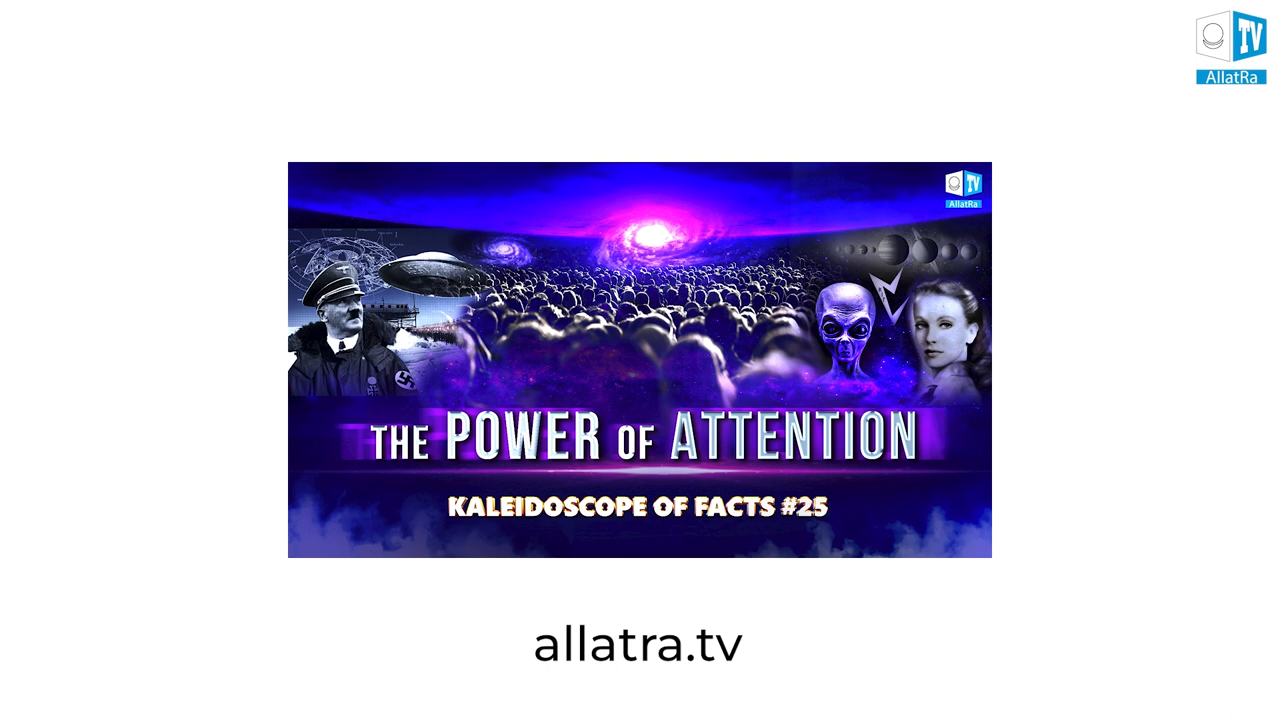 TV
AllatRa
TV
AllatRa
THE POWER OF ATTENTION
KALEIDOSCOPE OF FACTS #25
allatra.tv